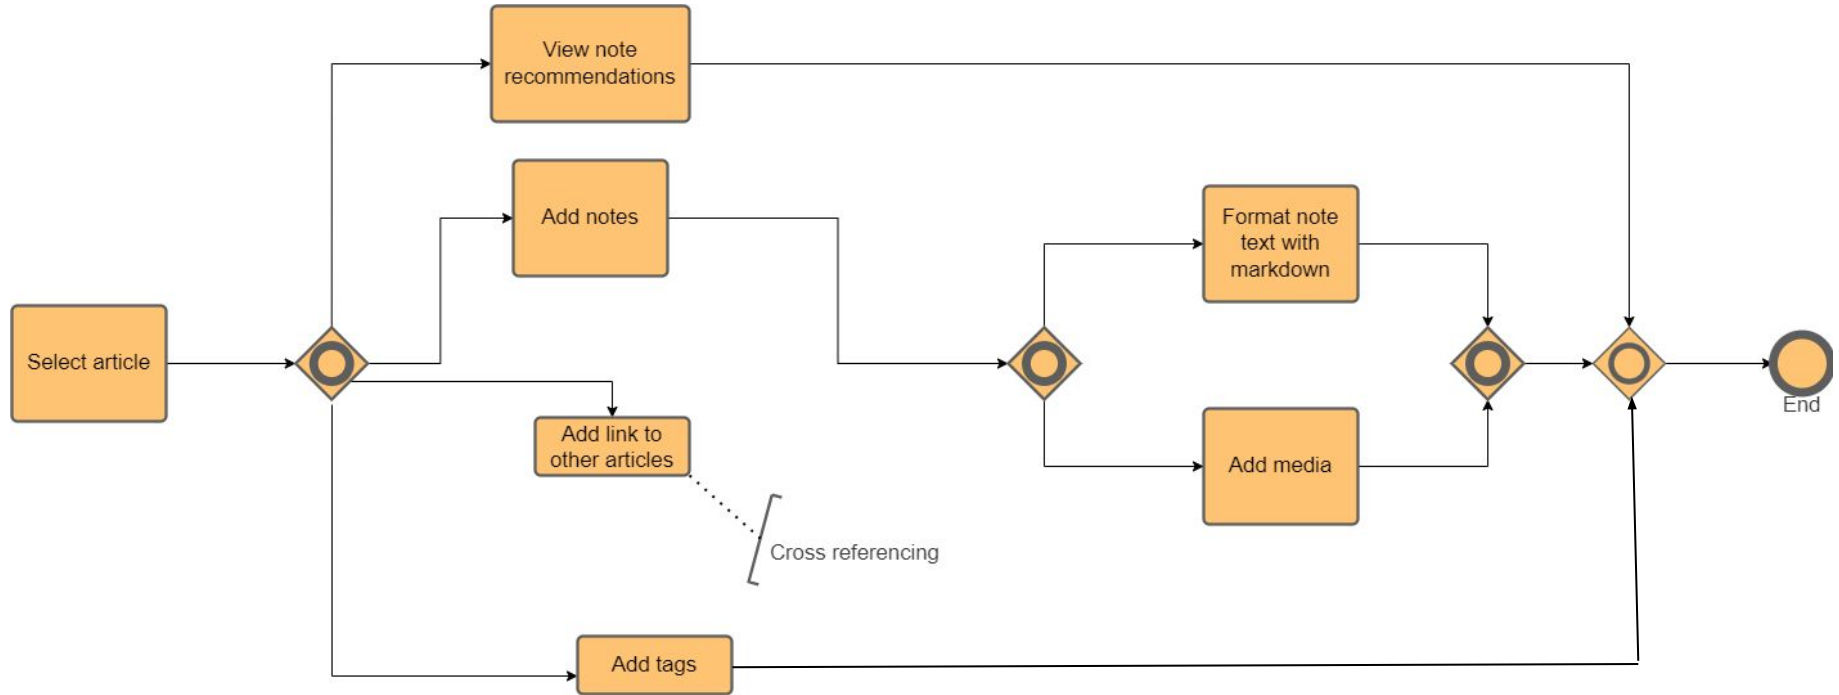 View note
recommendations
Add notes
Format note
text with
markdown
Select article
End
Add link to
other articles
Add media
Cross referencing
Add tags